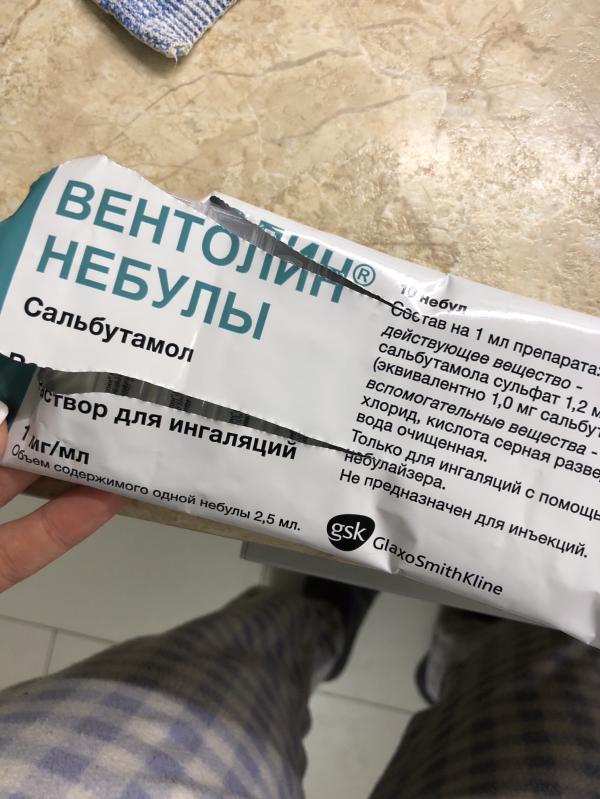 ВЕНТОЛИН®
НЕБУЛЫ
Сальбутамол
для ингаляций
1 мг/мл
Объем содержимого одной небулы 2,5 мл.
10 небул
Состав на 1 мл препарата:
действующее вещество -
сальбутамола сульфат 1,2 м
(эквивалентно 1,0 мг сальбут
вспомогательные вещества -
хлорид, кислота серная разве
вода очищенная.
Только для ингаляций с помощь
небулайзера.
Не предназначен для инъекций.
gsk GlaxoSmithKline